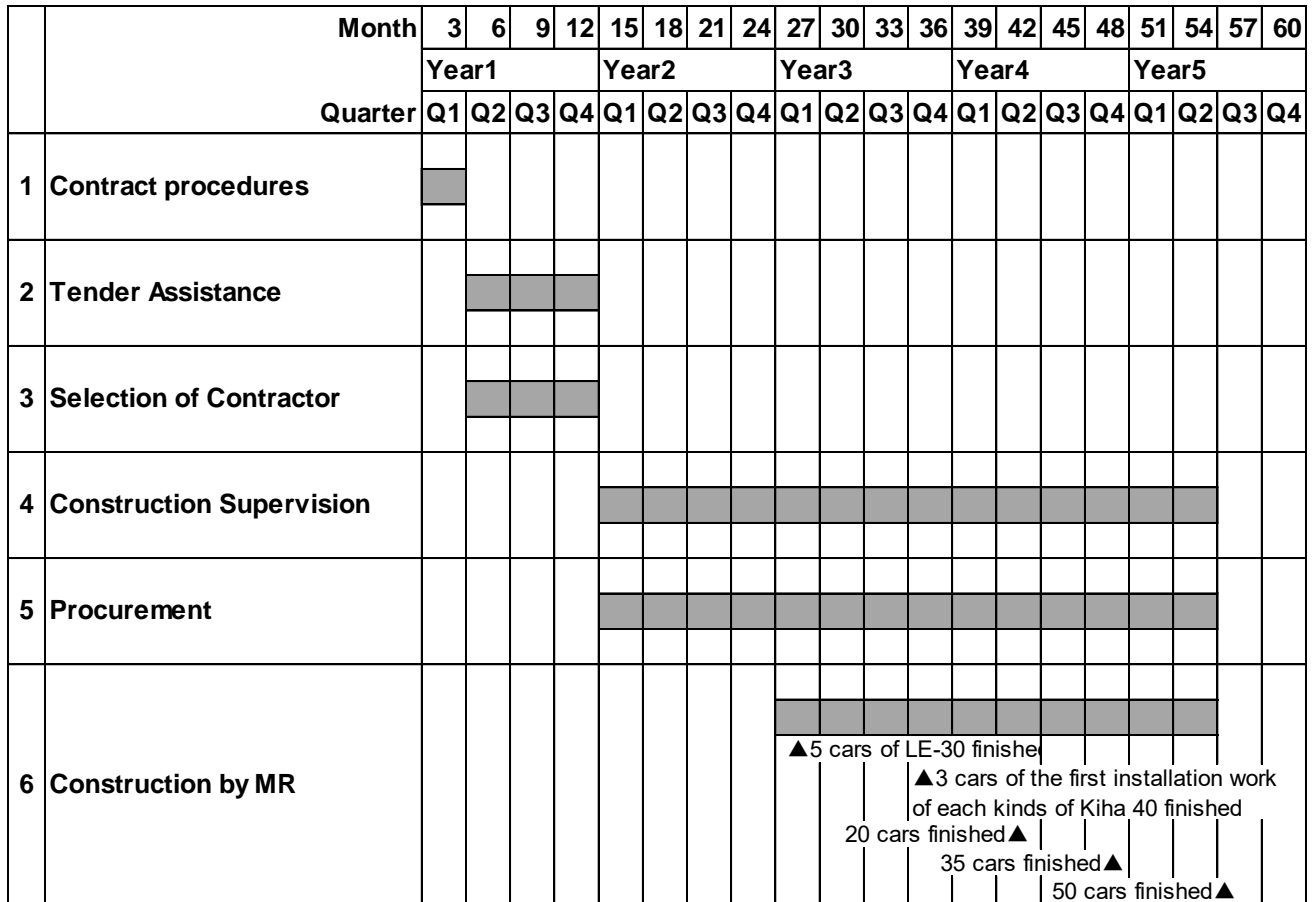 Month 3 6 9 12 15 18 21 24 27 30 33 36 39 42 45 48 51 54 57 60
Year1 Year2 Year3 Year4 Year5
Quarter Q1 Q2 Q3 Q4 Q1 Q2 Q3 Q4 Q1 Q2 Q3 Q4 Q1 Q2 Q3 Q4 Q1 Q2 Q3 Q4
1 Contract procedures
2 Tender Assistance
3 Selection of Contractor
4 Construction Supervision
5 Procurement
6 Construction by MR
▲5 cars of LE-30 finishe
▲3 cars of the first installation work
of each kinds of Kiha 40 finished
20 cars finished▲
35 cars finished▲
50 cars finished▲